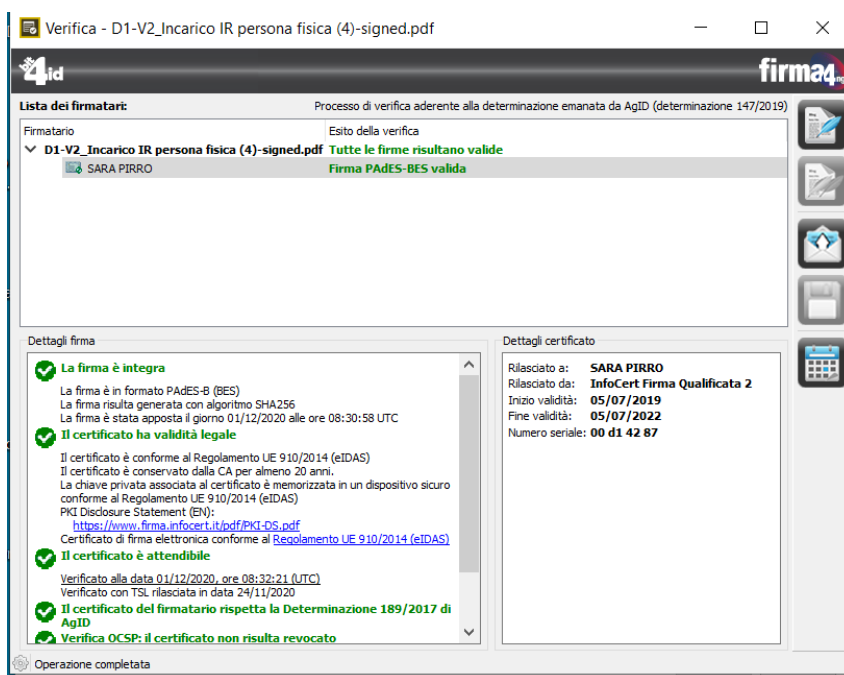 Verifica - D1-V2_Incarico IR persona fisica (4)-signed.pdf
4id
firma4.ng
Lista dei firmatari: Processo di verifica aderente alla determinazione emanata da AgID (determinazione 147/2019)
Firmatario Esito della verifica
D1-V2_Incarico IR persona fisica (4)-signed.pdf Tutte le firme risultano valide
SARA PIRRO Firma PAdES-BES valida
Dettagli firma
La firma è integra
La firma è in formato PAdES-B (BES)
La firma risulta generata con algoritmo SHA256
La firma è stata apposta il giorno 01/12/2020 alle ore 08:30:58 UTC
Il certificato ha validità legale
Il certificato è conforme al Regolamento UE 910/2014 (eIDAS)
Il certificato è conservato dalla CA per almeno 20 anni.
La chiave privata associata al certificato è memorizzata in un dispositivo sicuro
conforme al Regolamento UE 910/2014 (eIDAS)
PKI Disclosure Statement (EN):
https://www.firma.infocert.it/pdf/PKI-DS.pdf
Certificato di firma elettronica conforme al Regolamento UE 910/2014 (eIDAS)
Il certificato è attendibile
Verificato alla data 01/12/2020, ore 08:32:21 (UTC)
Verificato con TSL rilasciata in data 24/11/2020
Il certificato del firmatario rispetta la Determinazione 189/2017 di
AgID
Verifica OCSP: il certificato non risulta revocato
Dettagli certificato
Rilasciato a: SARA PIRRO
Rilasciato da: InfoCert Firma Qualificata 2
Inizio validità: 05/07/2019
Fine validità: 05/07/2022
Numero seriale: 00 d1 42 87
Operazione completata